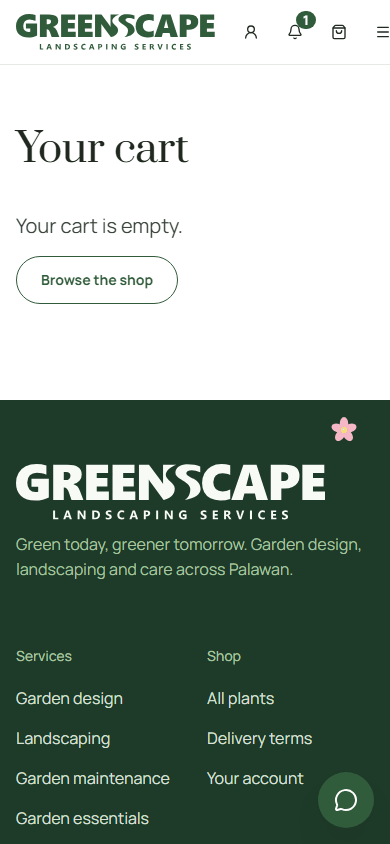 GREENSCAPE
LANDSCAPING SERVICES
1
Your cart
Your cart is empty.
Browse the shop
GREENSCAPE
LANDSCAPING SERVICES
Green today, greener tomorrow. Garden design,
landscaping and care across Palawan.
Services
Garden design
Landscaping
Garden maintenance
Garden essentials
Shop
All plants
Delivery terms
Your account